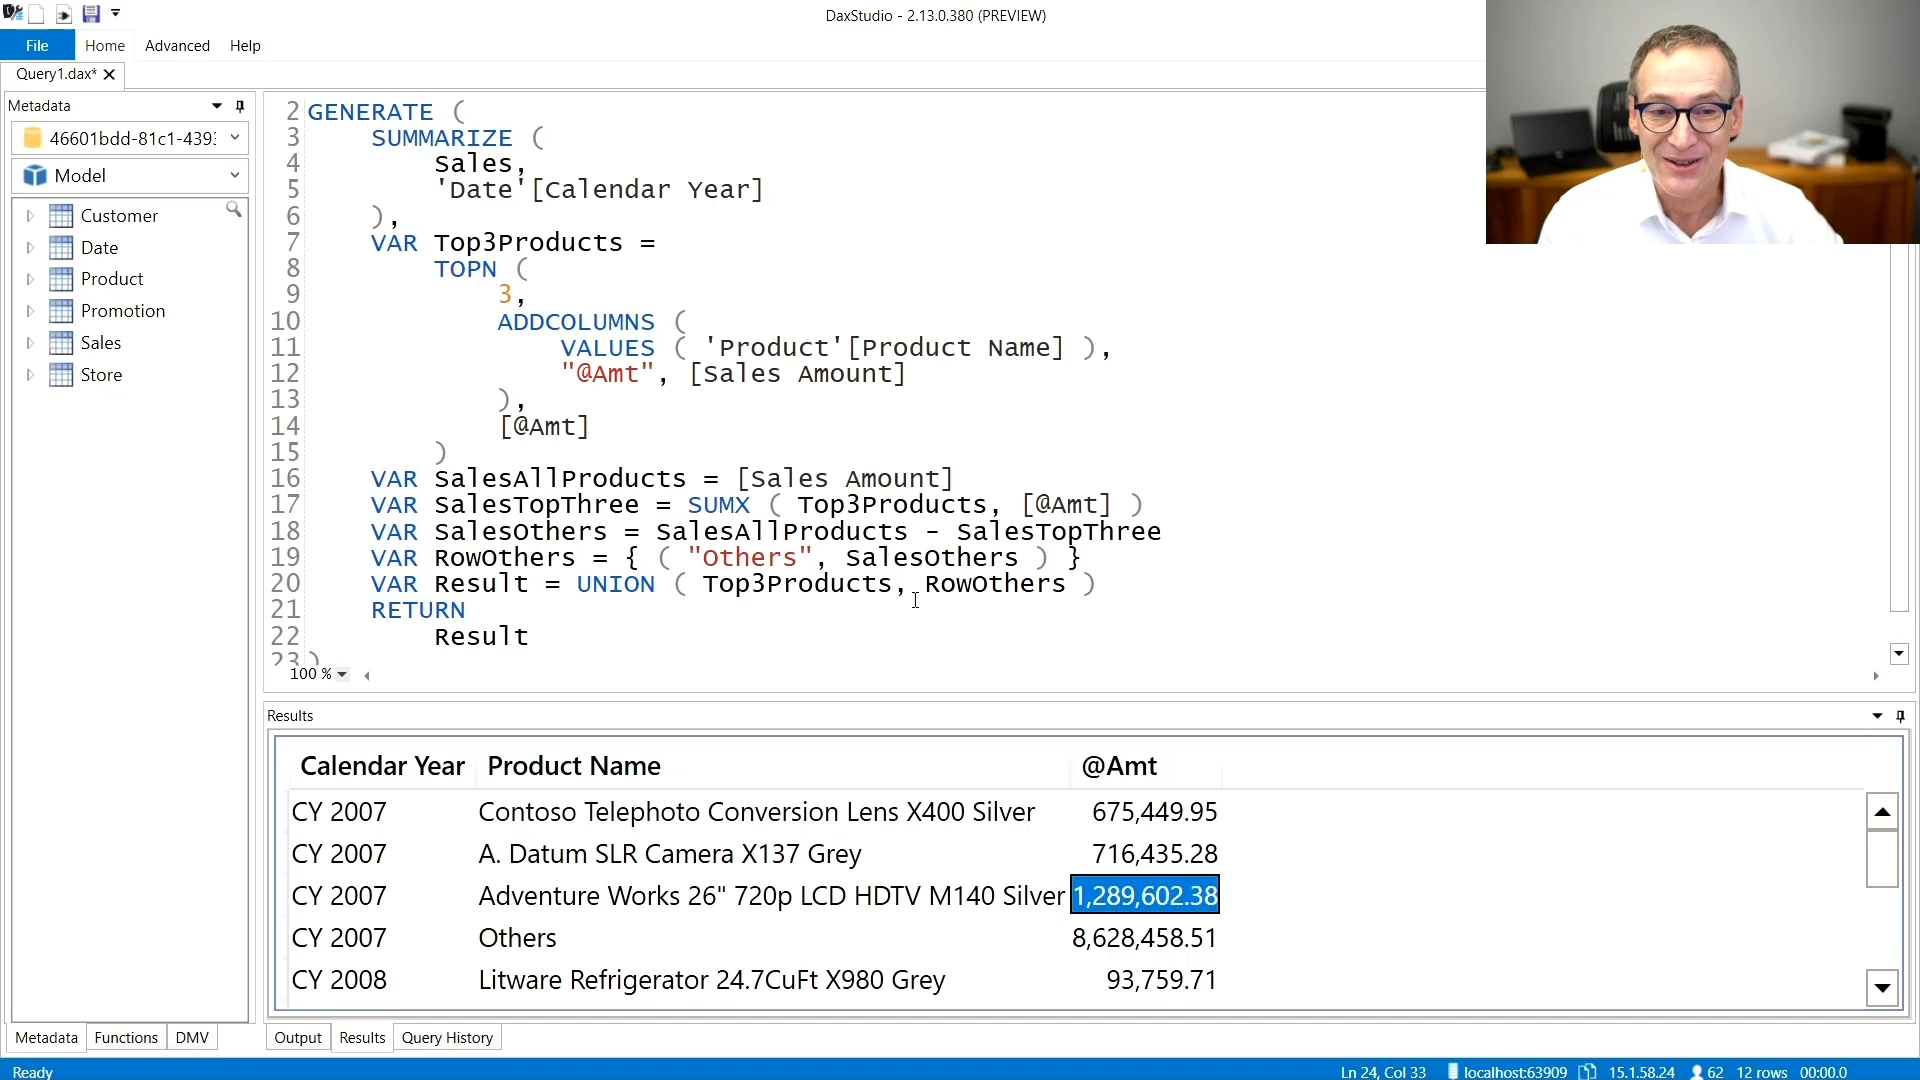 DaxStudio - 2.13.0.380 (PREVIEW)
File Home Advanced Help
Query1.dax*
Metadata
46601bdd-81c1-439
Model
Customer
Date
Product
Promotion
Sales
Store
2 GENERATE (
3 SUMMARIZE (
4 Sales,
5 'Date'[Calendar Year]
6 ),
7 VAR Top3Products =
8 TOPN (
9 3,
10 ADDCOLUMNS (
11 VALUES ( 'Product'[Product Name] ),
12 "@Amt", [Sales Amount]
13 ),
14 [@Amt]
15 )
16 VAR SalesAllProducts = [Sales Amount]
17 VAR SalesTopThree = SUMX ( Top3Products, [@Amt] )
18 VAR SalesOthers = SalesAllProducts - SalesTopThree
19 VAR RowOthers = { ( "Others", SalesOthers ) }
20 VAR Result = UNION ( Top3Products, RowOthers )
21 RETURN
22 Result
23 )
100 %
Results
Calendar Year Product Name @Amt
CY 2007 Contoso Telephoto Conversion Lens X400 Silver 675,449.95
CY 2007 A. Datum SLR Camera X137 Grey 716,435.28
CY 2007 Adventure Works 26" 720p LCD HDTV M140 Silver 1,289,602.38
CY 2007 Others 8,628,458.51
CY 2008 Litware Refrigerator 24.7CuFt X980 Grey 93,759.71
Metadata Functions DMV
Output Results Query History
Ready Ln 24, Col 33 localhost:63909 15.1.58.24 62 12 rows 00:00.0